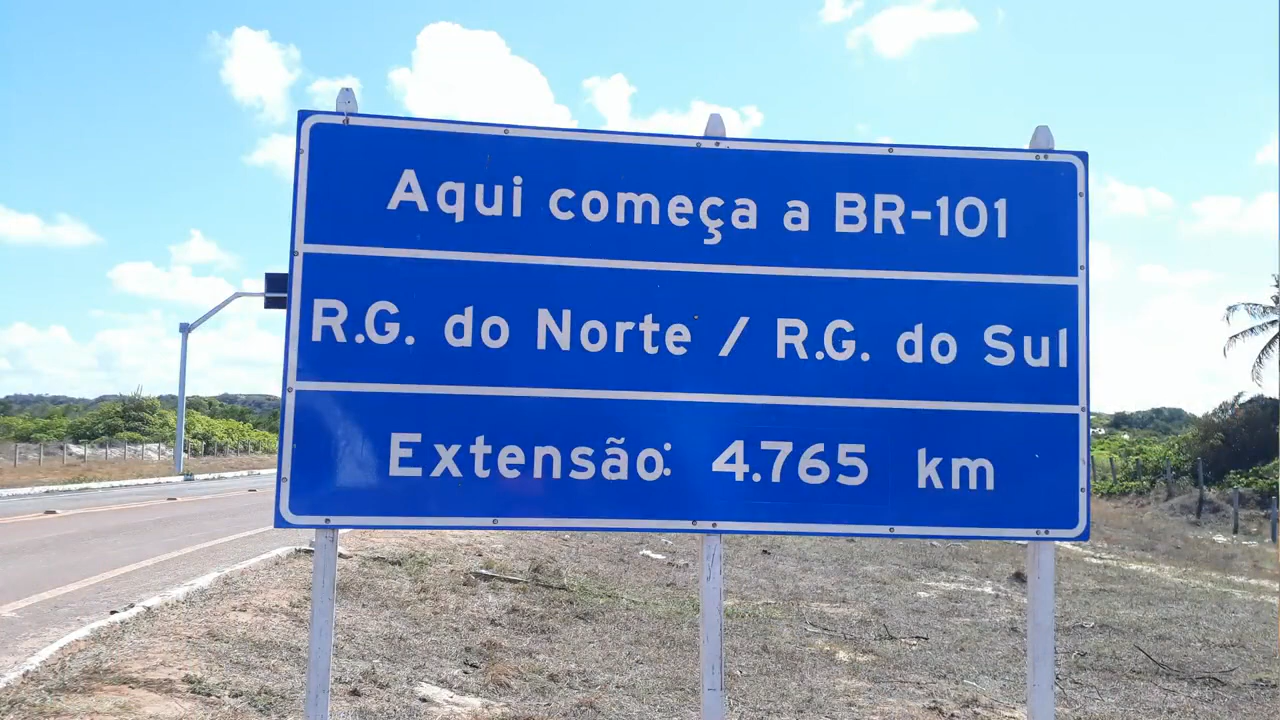 Aqui começa a BR-101
R.G. do Norte / R.G. do Sul
Extensão: 4.765 km